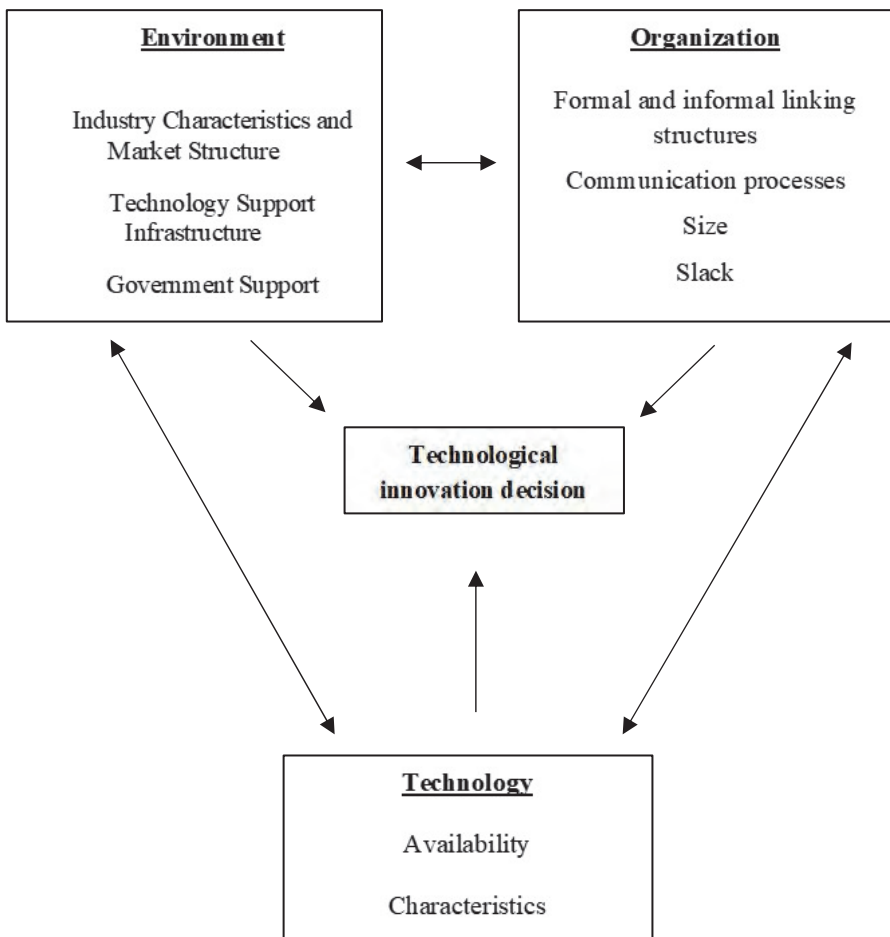 Environment
Industry Characteristics and
Market Structure
Technology Support
Infrastructure
Government Support
Organization
Formal and informal linking
structures
Communication processes
Size
Slack
Technological
innovation decision
Technology
Availability
Characteristics